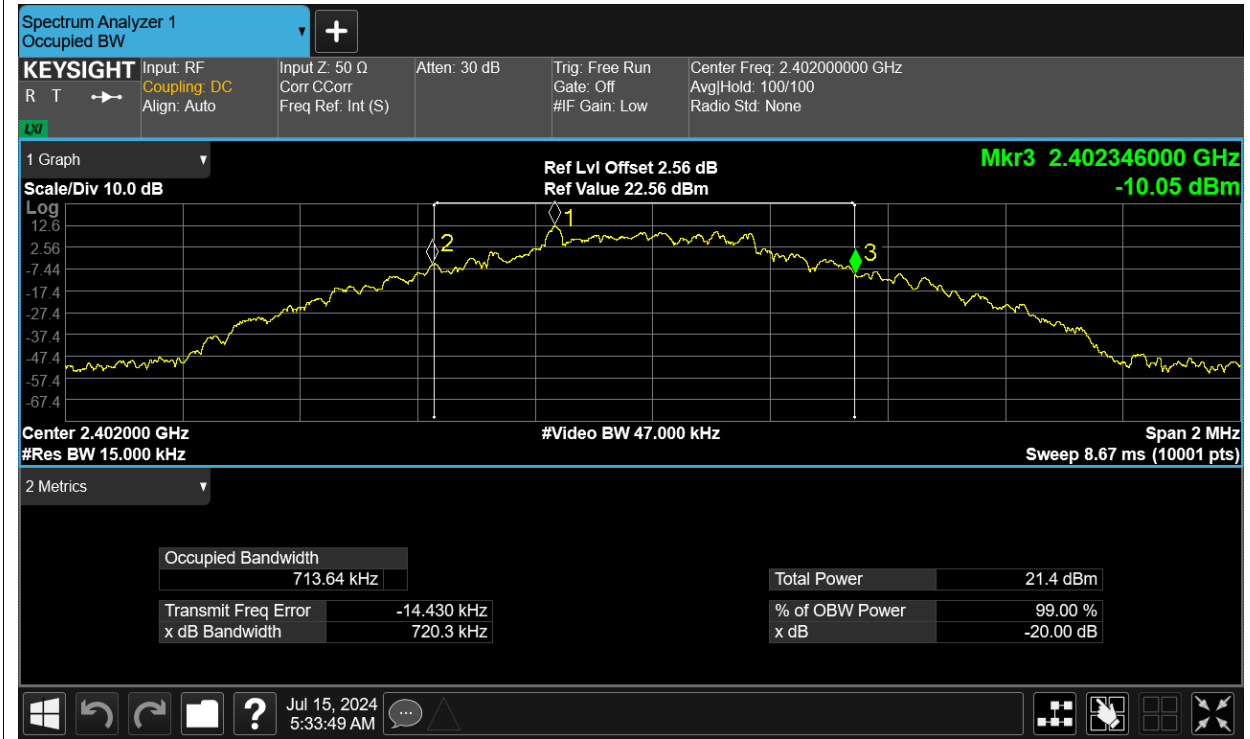 Spectrum Analyzer 1
Occupied BW
KEYSIGHT Input: RF Input Z: 50 Ω Atten: 30 dB Trig: Free Run Center Freq: 2.402000000 GHz
R T Coupling: DC Corr CCorr Gate: Off Avg|Hold: 100/100
Align: Auto Freq Ref: Int (S) #IF Gain: Low Radio Std: None
LXI
1 Graph Ref Lvl Offset 2.56 dB Mkr3 2.402346000 GHz
Scale/Div 10.0 dB Ref Value 22.56 dBm -10.05 dBm
Log
12.6
2.56
-7.44
-17.4
-27.4
-37.4
-47.4
-57.4
-67.4
1
2
3
Center 2.402000 GHz #Video BW 47.000 kHz Span 2 MHz
#Res BW 15.000 kHz Sweep 8.67 ms (10001 pts)
2 Metrics
Occupied Bandwidth
713.64 kHz Total Power 21.4 dBm
Transmit Freq Error -14.430 kHz % of OBW Power 99.00 %
x dB Bandwidth 720.3 kHz x dB -20.00 dB
? Jul 15, 2024
5:33:49 AM